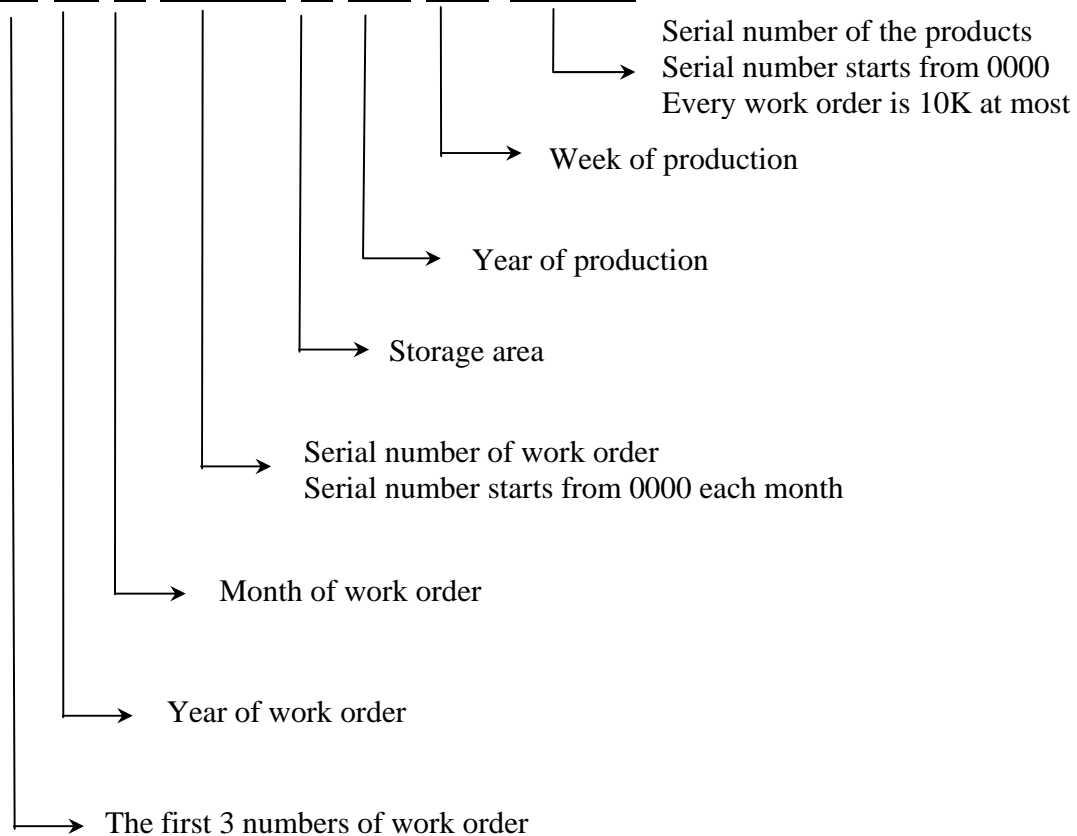 Serial number of the products
Serial number starts from 0000
Every work order is 10K at most
Week of production
Year of production
Storage area
Serial number of work order
Serial number starts from 0000 each month
Month of work order
Year of work order
The first 3 numbers of work order